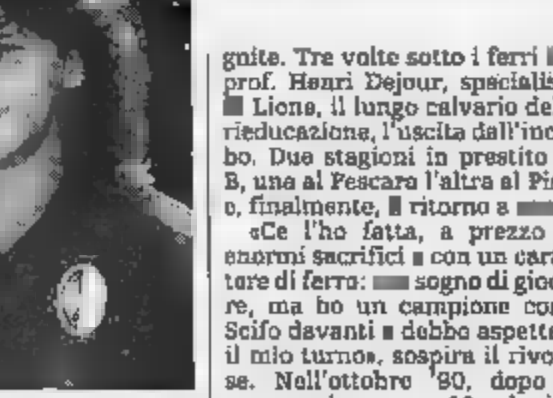 gnite. Tre volte sotto i ferri
prof. Henri Dejour, specialis
Lione, il lungo calvario de
rieducazione, l'uscita dall'inc
bo. Due stagioni in prestito
B, una al Pescara l'altra al Pi
e, finalmente, ritorno a
«Ce l'ho fatta, a prezzo
enormi sacrifici con un cara
tere di ferro: sogno di gioc
re, ma ho un campione com
Scifo davanti debbo aspetta
il mio turno», sospira il rivo
se. Nell'ottobre '80, dopo